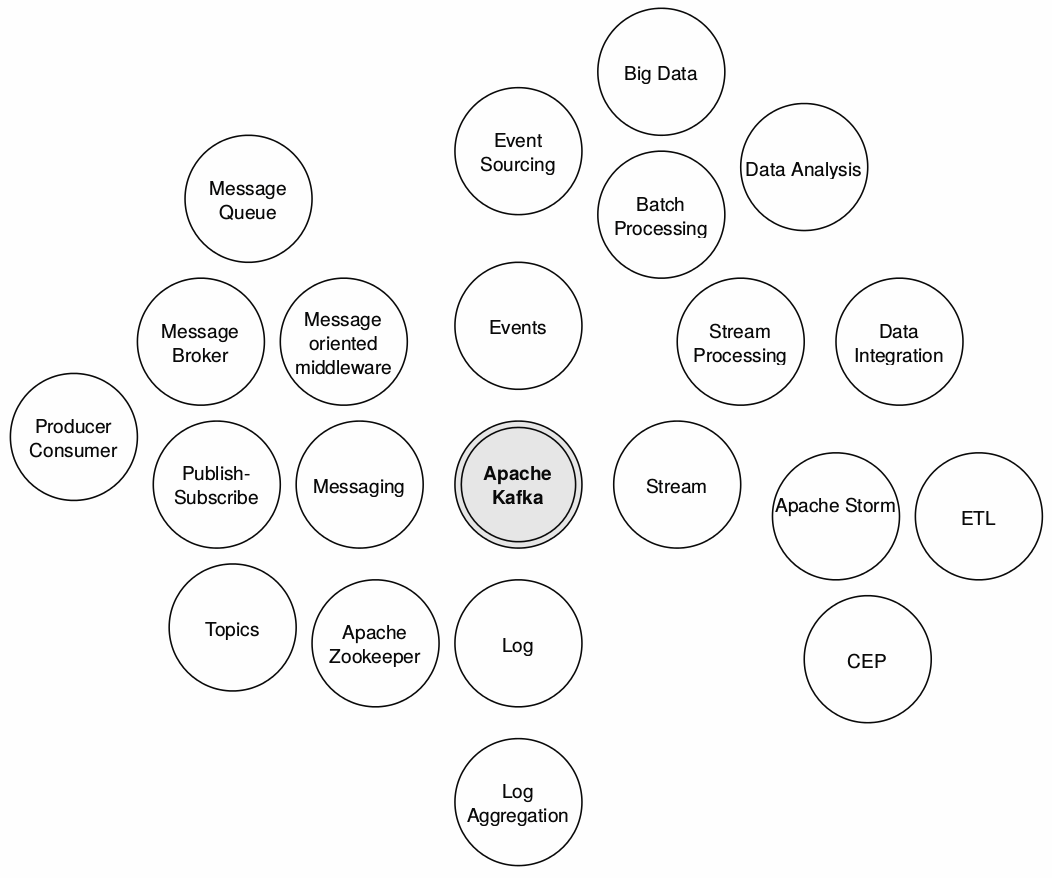 Big Data
Event
Sourcing
Data Analysis
Message
Queue
Batch
Processing
Events
Message
Broker
Message
oriented
middleware
Stream
Processing
Data
Integration
Producer
Consumer
Publish-
Subscribe
Messaging
Apache
Kafka
Stream
Apache Storm
ETL
Topics
Apache
Zookeeper
Log
CEP
Log
Aggregation